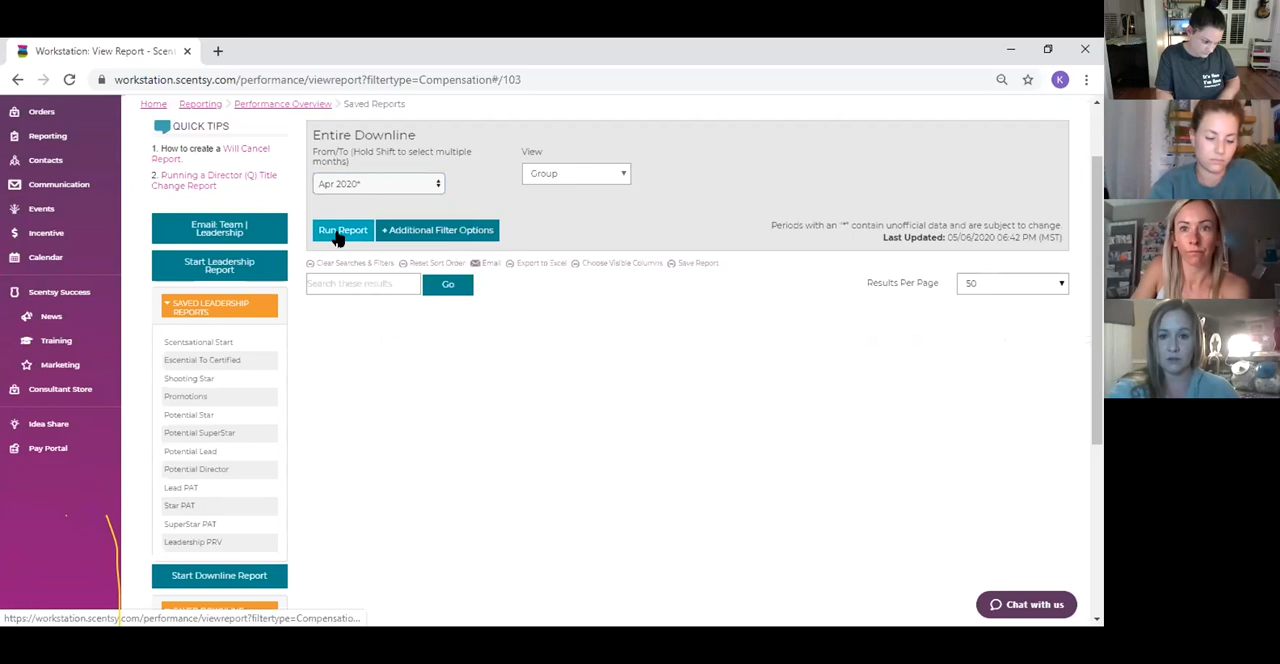 Workstation: View Report - Scen
workstation.scentsy.com/performance/viewreport?filtertype=Compensation#/103
K
Orders
Reporting
Contacts
Communication
Events
Incentive
Calendar
Scentsy Success
News
Training
Marketing
Consultant Store
Idea Share
Pay Portal
Home Reporting Performance Overview Saved Reports
QUICK TIPS
1. How to create a Will Cancel
Report.
2. Running a Director (Q) Title
Change Report
Email: Team |
Leadership
Start Leadership
Report
SAVED LEADERSHIP
REPORTS
Scentsational Start
Escential To Certified
Shooting Star
Promotions
Potential Star
Potential SuperStar
Potential Lead
Potential Director
Lead PAT
Star PAT
SuperStar PAT
Leadership PRV
Start Downline Report
Entire Downline
From/To (Hold Shift to select multiple
months)
Apr 2020*
View
Group
Run Report
+ Additional Filter Options
Periods with an "*" contain unofficial data and are subject to change.
Last Updated: 05/06/2020 06:42 PM (MST)
Clear Searches & Filters Reset Sort Order Email Export to Excel Choose Visible Columns Save Report
Search these results
Go
Results Per Page
50
Chat with us
https://workstation.scentsy.com/performance/viewreport?filtertype=Compensatio...